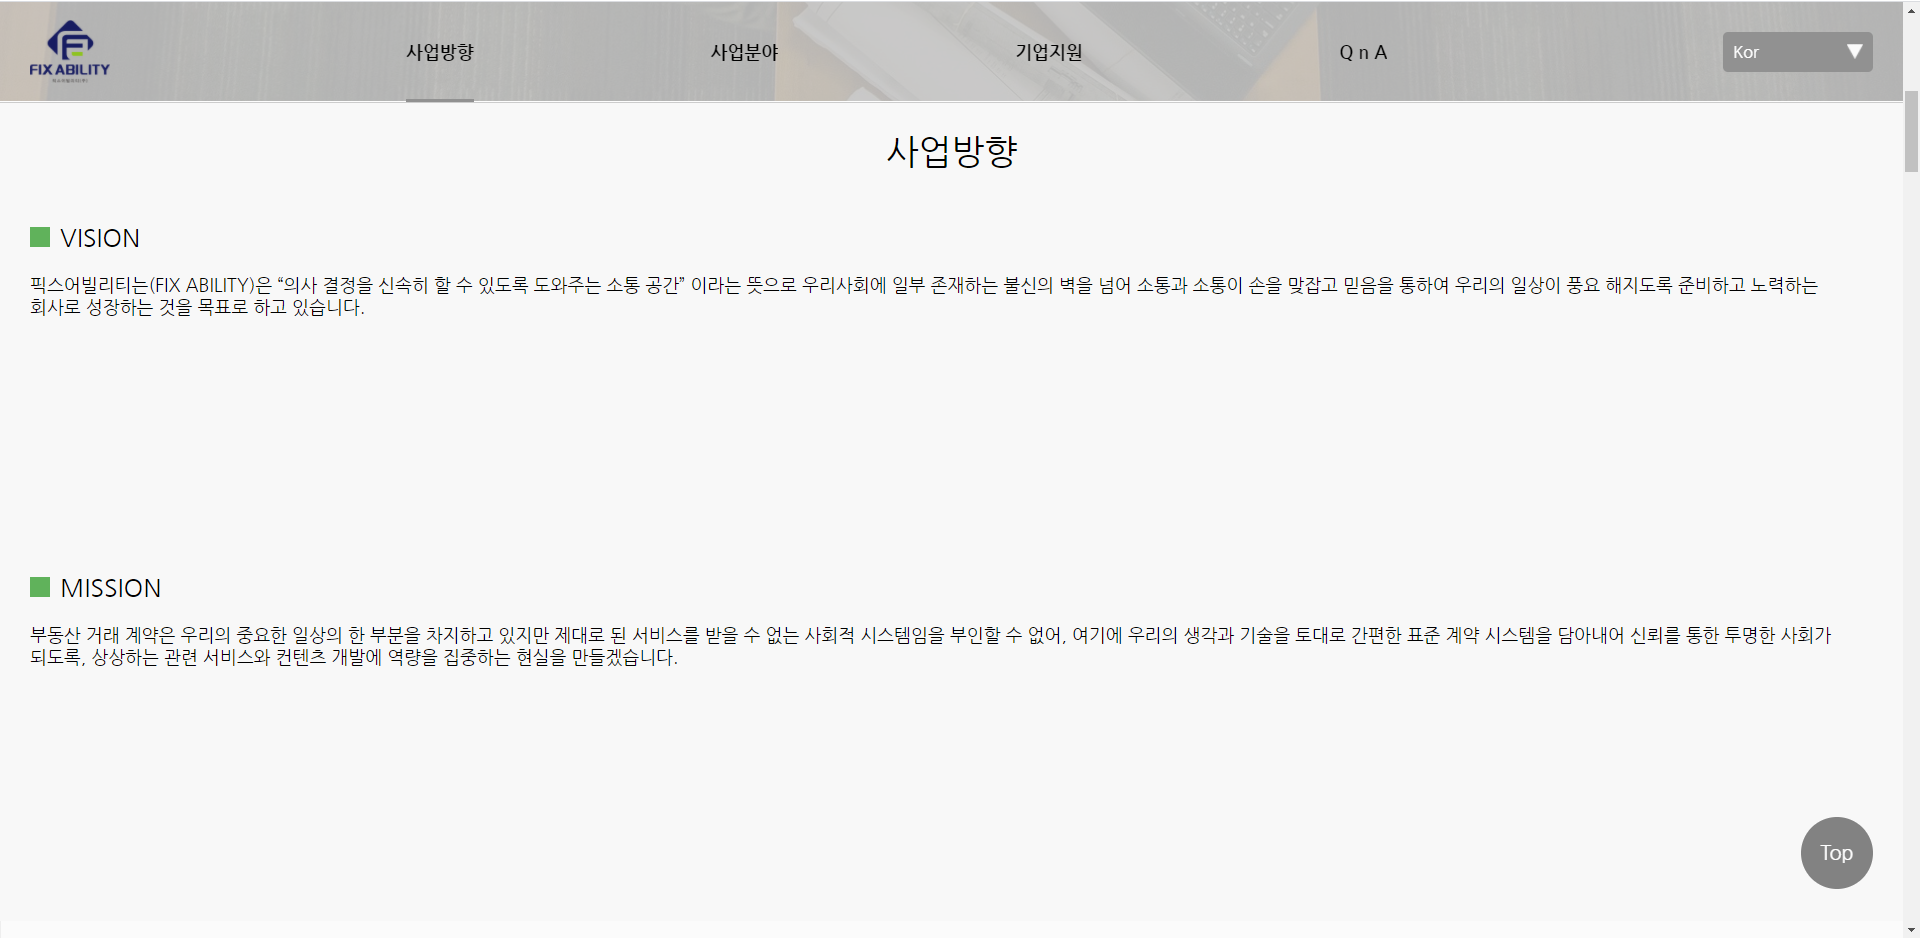 FIX ABILITY
사업방향
사업분야
기업지원
Q n A
Kor
사업방향
VISION
픽스어빌리티는(FIX ABILITY)은 “의사 결정을 신속히 할 수 있도록 도와주는 소통 공간” 이라는 뜻으로 우리사회에 일부 존재하는 불신의 벽을 넘어 소통과 소통이 손을 맞잡고 믿음을 통하여 우리의 일상이 풍요 해지도록 준비하고 노력하는
회사로 성장하는 것을 목표로 하고 있습니다.
MISSION
부동산 거래 계약은 우리의 중요한 일상의 한 부분을 차지하고 있지만 제대로 된 서비스를 받을 수 없는 사회적 시스템임을 부인할 수 없어, 여기에 우리의 생각과 기술을 토대로 간편한 표준 계약 시스템을 담아내어 신뢰를 통한 투명한 사회가
되도록, 상상하는 관련 서비스와 컨텐츠 개발에 역량을 집중하는 현실을 만들겠습니다.
Top